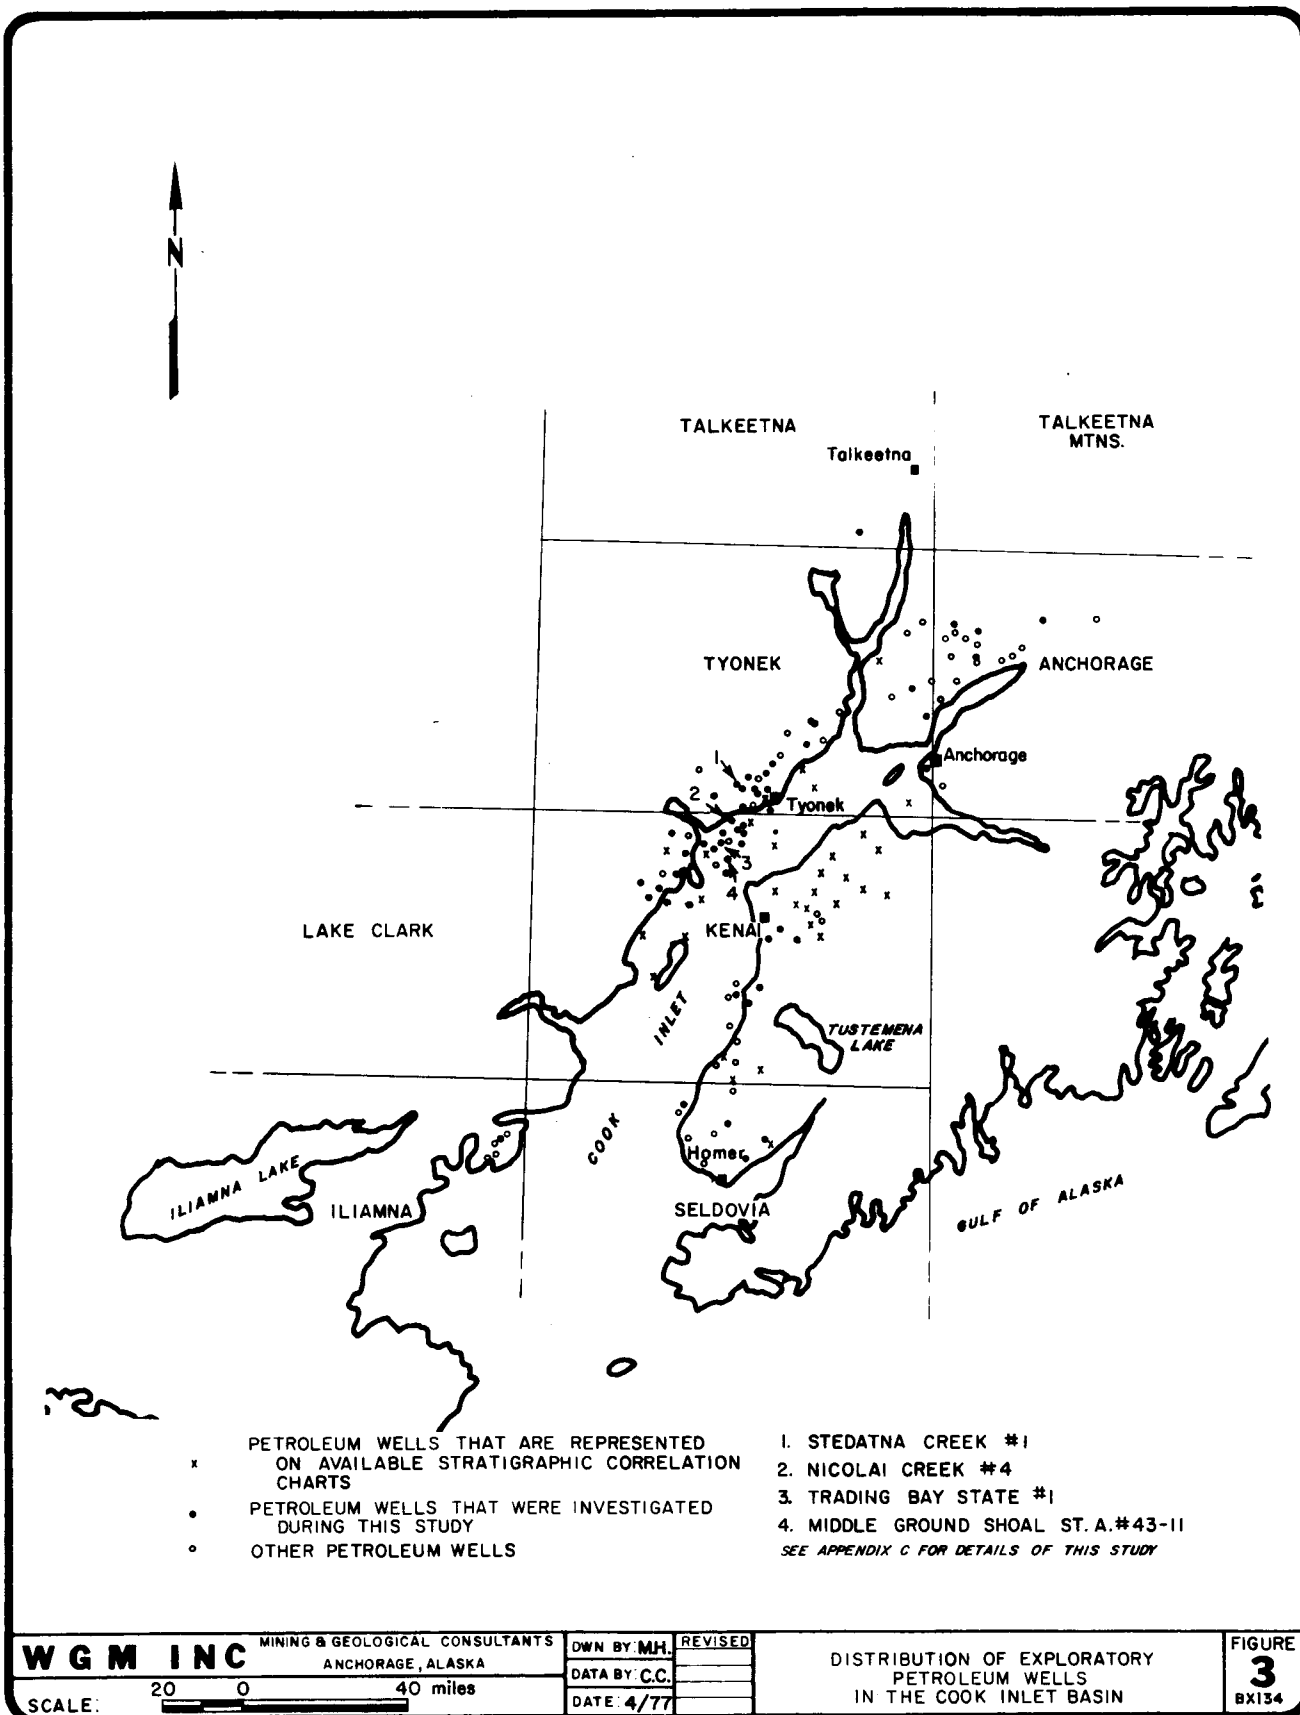 N
TALKEETNA
TALKEETNA
MTNS.
Talkeetna
TYONEK
ANCHORAGE
1
Anchorage
2
Tyonek
3
4
LAKE CLARK
KENAI
INLET
TUSTEMENA
LAKE
COOK
Homer
ILIAMNA LAKE
ILIAMNA
SELDOVIA
GULF OF ALASKA
x PETROLEUM WELLS THAT ARE REPRESENTED
ON AVAILABLE STRATIGRAPHIC CORRELATION
CHARTS
• PETROLEUM WELLS THAT WERE INVESTIGATED
DURING THIS STUDY
○ OTHER PETROLEUM WELLS
1. STEDATNA CREEK #1
2. NICOLAI CREEK #4
3. TRADING BAY STATE #1
4. MIDDLE GROUND SHOAL ST. A.#43-11
SEE APPENDIX C FOR DETAILS OF THIS STUDY
WGM INC
MINING & GEOLOGICAL CONSULTANTS
ANCHORAGE, ALASKA
SCALE:
20 0 40 miles
DWN BY: M.H.
DATA BY: C.C.
DATE: 4/77
REVISED
DISTRIBUTION OF EXPLORATORY
PETROLEUM WELLS
IN THE COOK INLET BASIN
FIGURE
3
BX134